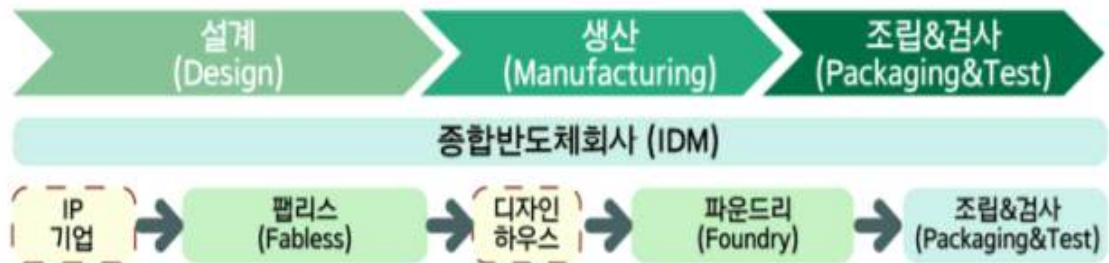 설계
(Design)
생산
(Manufacturing)
조립&검사
(Packaging&Test)
종합반도체회사 (IDM)
IP
기업
팹리스
(Fabless)
디자인
하우스
파운드리
(Foundry)
조립&검사
(Packaging&Test)